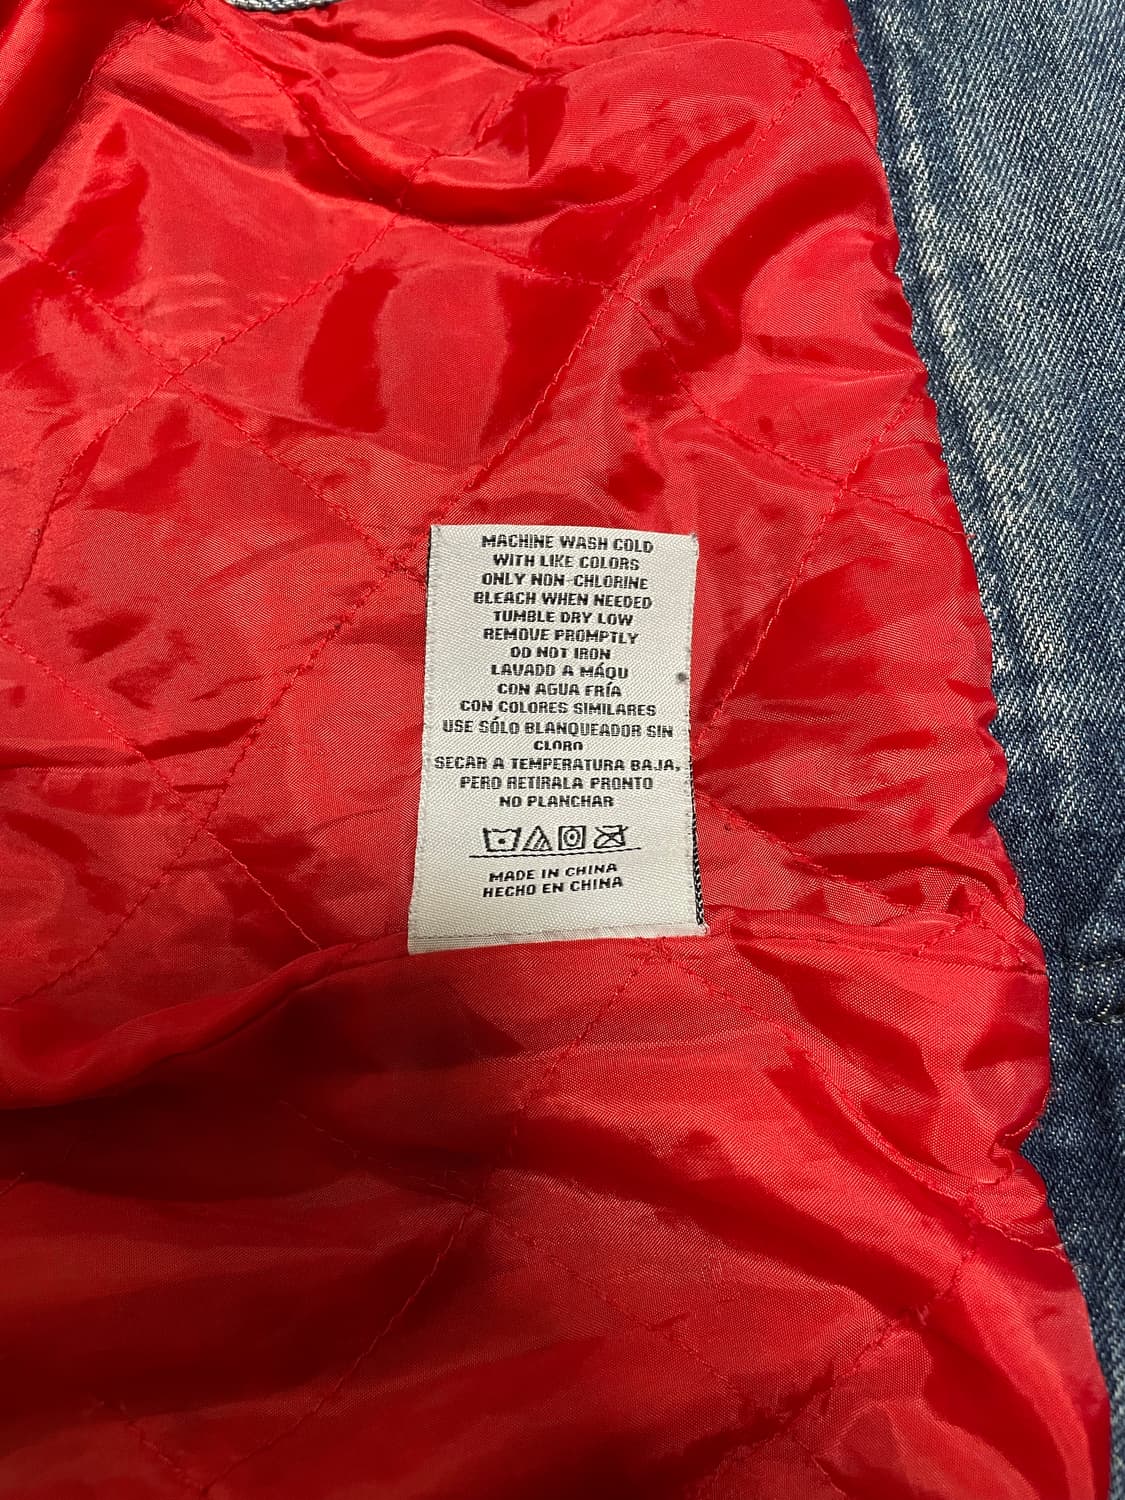 MACHINE WASH COLD
WITH LIKE COLORS
ONLY NON-CHLORINE
BLEACH WHEN NEEDED
TUMBLE DRY LOW
REMOVE PROMPTLY
DO NOT IRON
LAVADO A MÁQU
CON AGUA FRÍA
CON COLORES SIMILARES
USE SÓLO BLANQUEADOR SIN
CLORO
SECAR A TEMPERATURA BAJA,
PERO RETIRALA PRONTO
NO PLANCHAR
MADE IN CHINA
HECHO EN CHINA